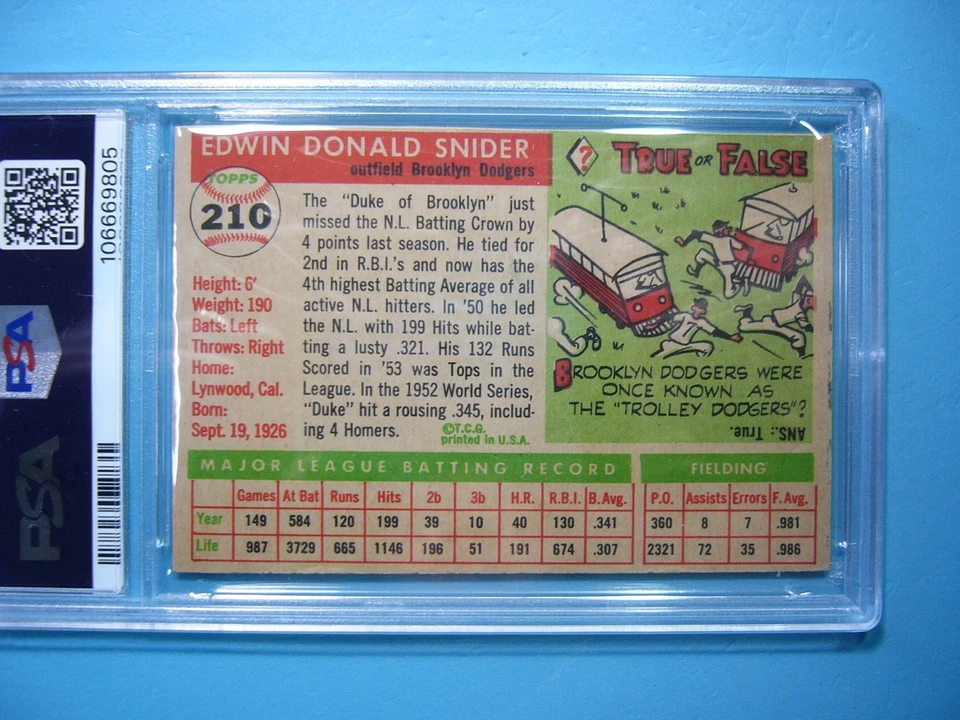 106669805
PSA
PSA
EDWIN DONALD SNIDER
outfield Brooklyn Dodgers
TOPPS
210
Height: 6'
Weight: 190
Bats: Left
Throws: Right
Home:
Lynwood, Cal.
Born:
Sept. 19, 1926
The "Duke of Brooklyn" just
missed the N.L. Batting Crown by
4 points last season. He tied for
2nd in R.B.I.'s and now has the
4th highest Batting Average of all
active N.L. hitters. In '50 he led
the N.L. with 199 Hits while bat-
ting a lusty .321. His 132 Runs
Scored in '53 was Tops in the
League. In the 1952 World Series,
"Duke" hit a rousing .345, includ-
ing 4 Homers.
©T.C.G.
printed in U.S.A.
?
TRUE OR FALSE
BROOKLYN DODGERS WERE
ONCE KNOWN AS
THE "TROLLEY DODGERS"?
ANS.: True.
MAJOR LEAGUE BATTING RECORD
FIELDING
Games At Bat Runs Hits 2b 3b H.R. R.B.I. B.Avg. P.O. Assists Errors F.Avg.
Year 149 584 120 199 39 10 40 130 .341 360 8 7 .981
Life 987 3729 665 1146 196 51 191 674 .307 2321 72 35 .986